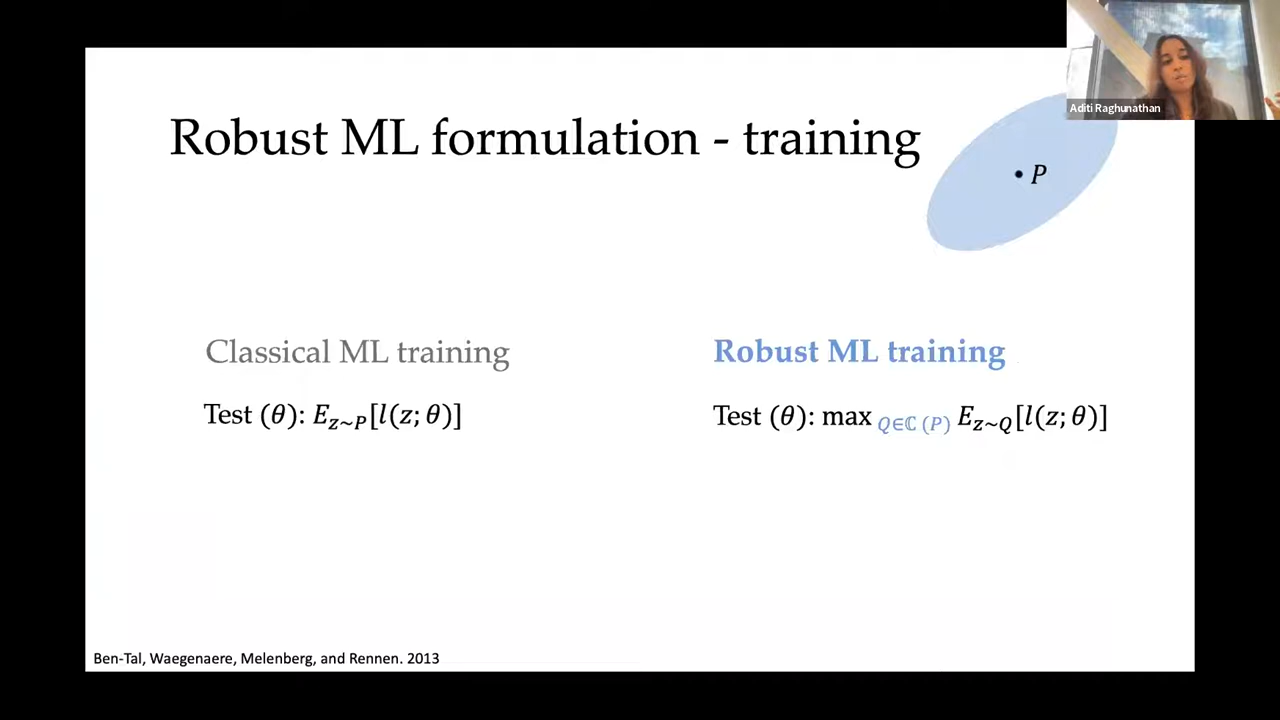 Aditi Raghunathan
Robust ML formulation - training
• P
Classical ML training
Robust ML training
Test (θ): E_{z~P}[l(z; θ)]
Test (θ): max_{Q∈ℂ (P)} E_{z~Q}[l(z; θ)]
Ben-Tal, Waegenaere, Melenberg, and Rennen. 2013